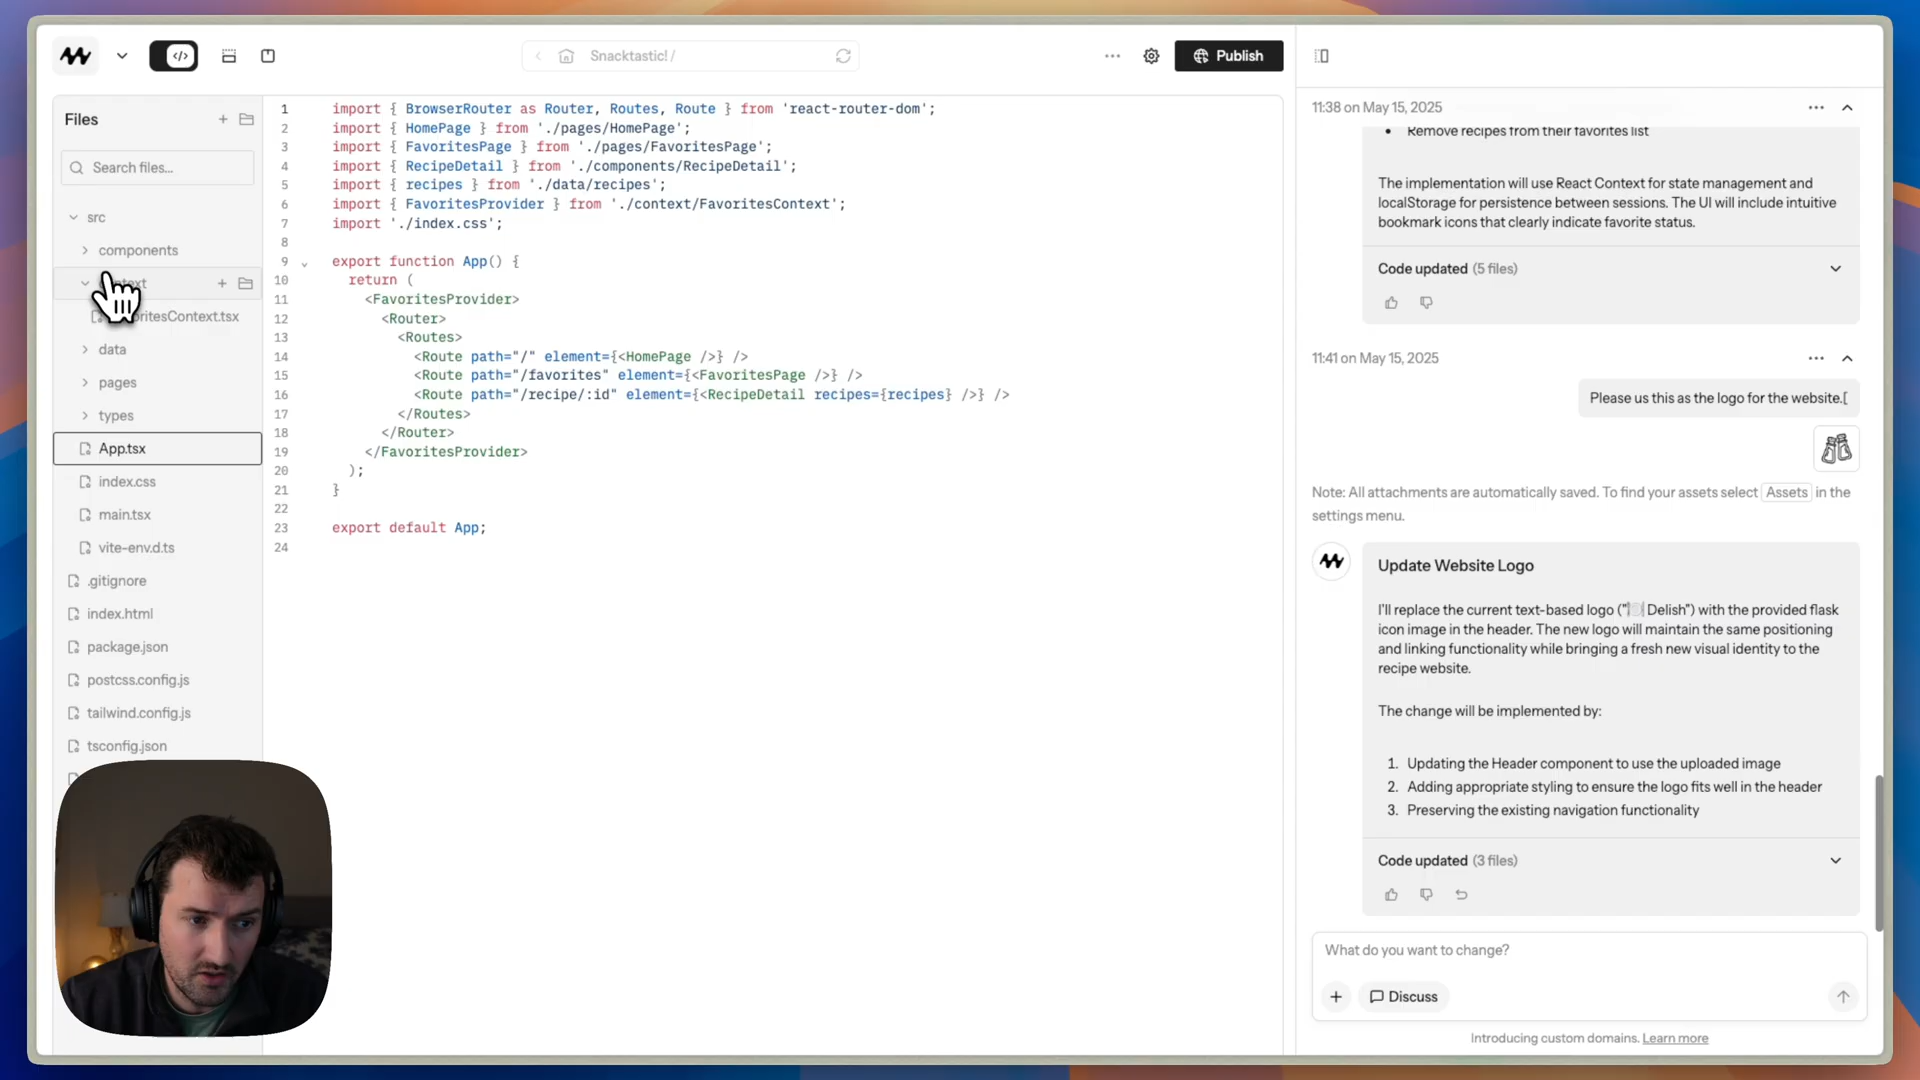 Snacktastic! /
Publish
Files
Search files...
src
components
FavoritesContext.tsx
data
pages
types
App.tsx
index.css
main.tsx
vite-env.d.ts
.gitignore
index.html
package.json
postcss.config.js
tailwind.config.js
tsconfig.json
1 import { BrowserRouter as Router, Routes, Route } from 'react-router-dom';
2 import { HomePage } from './pages/HomePage';
3 import { FavoritesPage } from './pages/FavoritesPage';
4 import { RecipeDetail } from './components/RecipeDetail';
5 import { recipes } from './data/recipes';
6 import { FavoritesProvider } from './context/FavoritesContext';
7 import './index.css';
8
9 export function App() {
10 return (
11 <FavoritesProvider>
12 <Router>
13 <Routes>
14 <Route path="/" element={<HomePage />} />
15 <Route path="/favorites" element={<FavoritesPage />} />
16 <Route path="/recipe/:id" element={<RecipeDetail recipes={recipes} />} />
17 </Routes>
18 </Router>
19 </FavoritesProvider>
20 );
21 }
22
23 export default App;
24
11:38 on May 15, 2025
• Remove recipes from their favorites list
The implementation will use React Context for state management and
localStorage for persistence between sessions. The UI will include intuitive
bookmark icons that clearly indicate favorite status.
Code updated (5 files)
11:41 on May 15, 2025
Please us this as the logo for the website.[
Note: All attachments are automatically saved. To find your assets select Assets in the
settings menu.
Update Website Logo
I'll replace the current text-based logo ("🍽️ Delish") with the provided flask
icon image in the header. The new logo will maintain the same positioning
and linking functionality while bringing a fresh new visual identity to the
recipe website.
The change will be implemented by:
1. Updating the Header component to use the uploaded image
2. Adding appropriate styling to ensure the logo fits well in the header
3. Preserving the existing navigation functionality
Code updated (3 files)
What do you want to change?
Discuss
Introducing custom domains. Learn more